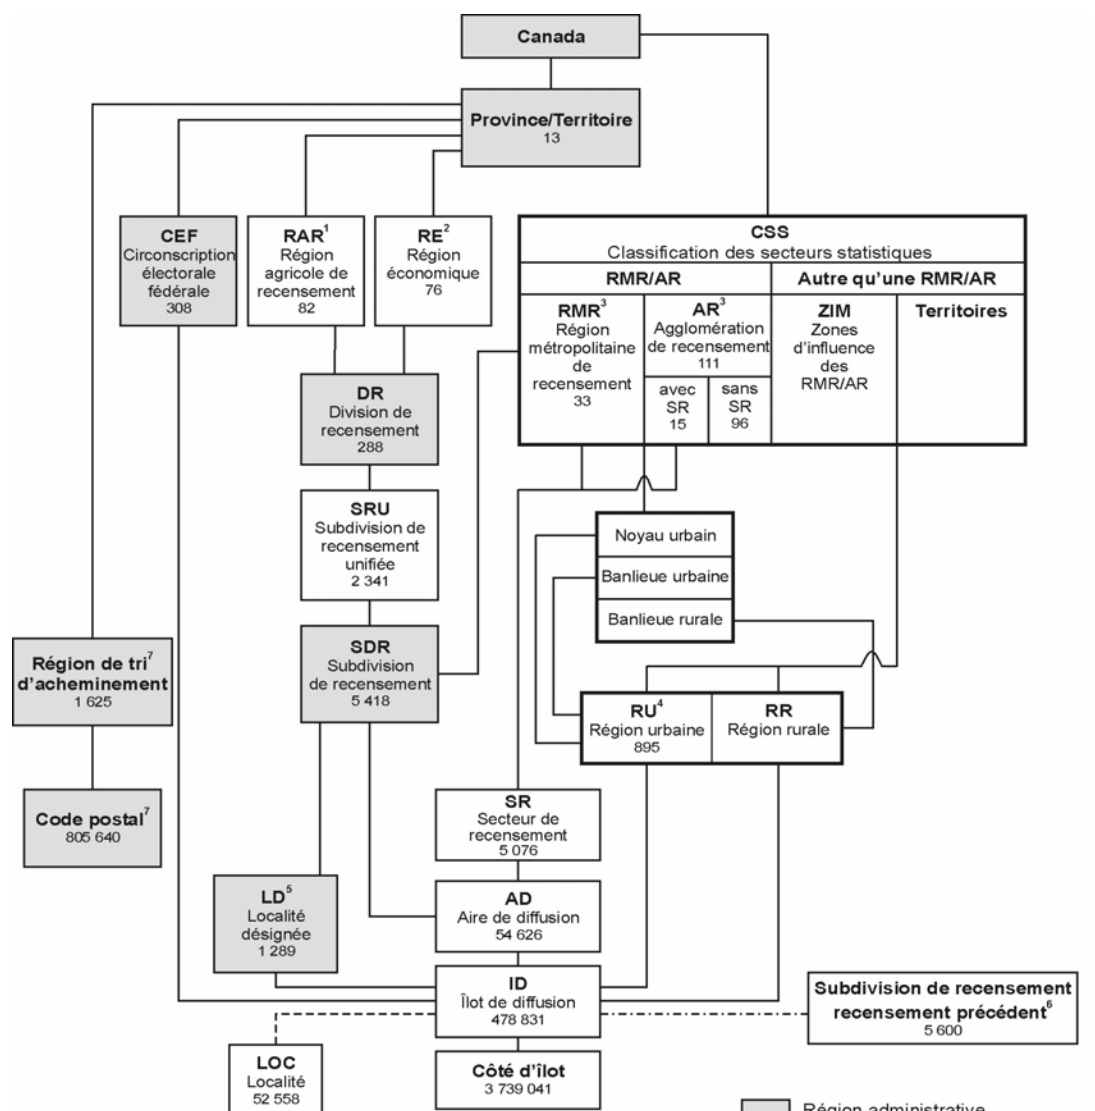 Canada
Province/Territoire
13
CEF
Circonscription
électorale
fédérale
308
RAR1
Région
agricole de
recensement
82
RE2
Région
économique
76
CSS
Classification des secteurs statistiques
RMR/AR
Autre qu'une RMR/AR
RMR3
Région
métropolitaine
de
recensement
33
AR3
Agglomération
de recensement
111
avec
SR
15
sans
SR
96
ZIM
Zones
d'influence
des
RMR/AR
Territoires
DR
Division de
recensement
288
SRU
Subdivision de
recensement
unifiée
2 341
Noyau urbain
Banlieue urbaine
Banlieue rurale
SDR
Subdivision
de recensement
5 418
Région de tri7
d'acheminement
1 625
RU4
Région urbaine
895
RR
Région rurale
Code postal7
805 640
SR
Secteur de
recensement
5 076
LD5
Localité
désignée
1 289
AD
Aire de diffusion
54 626
ID
Îlot de diffusion
478 831
Subdivision de recensement
recensement précédent6
5 600
LOC
Localité
52 558
Côté d'îlot
3 739 041
Région administrative